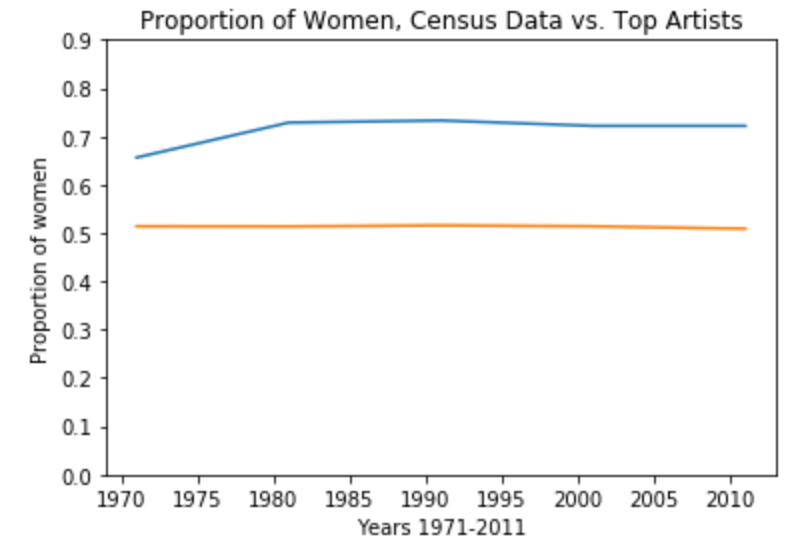 Proportion of Women, Census Data vs. Top Artists
0.9
0.8
0.7
0.6
0.5
0.4
0.3
0.2
0.1
0.0
Proportion of women
1970 1975 1980 1985 1990 1995 2000 2005 2010
Years 1971-2011